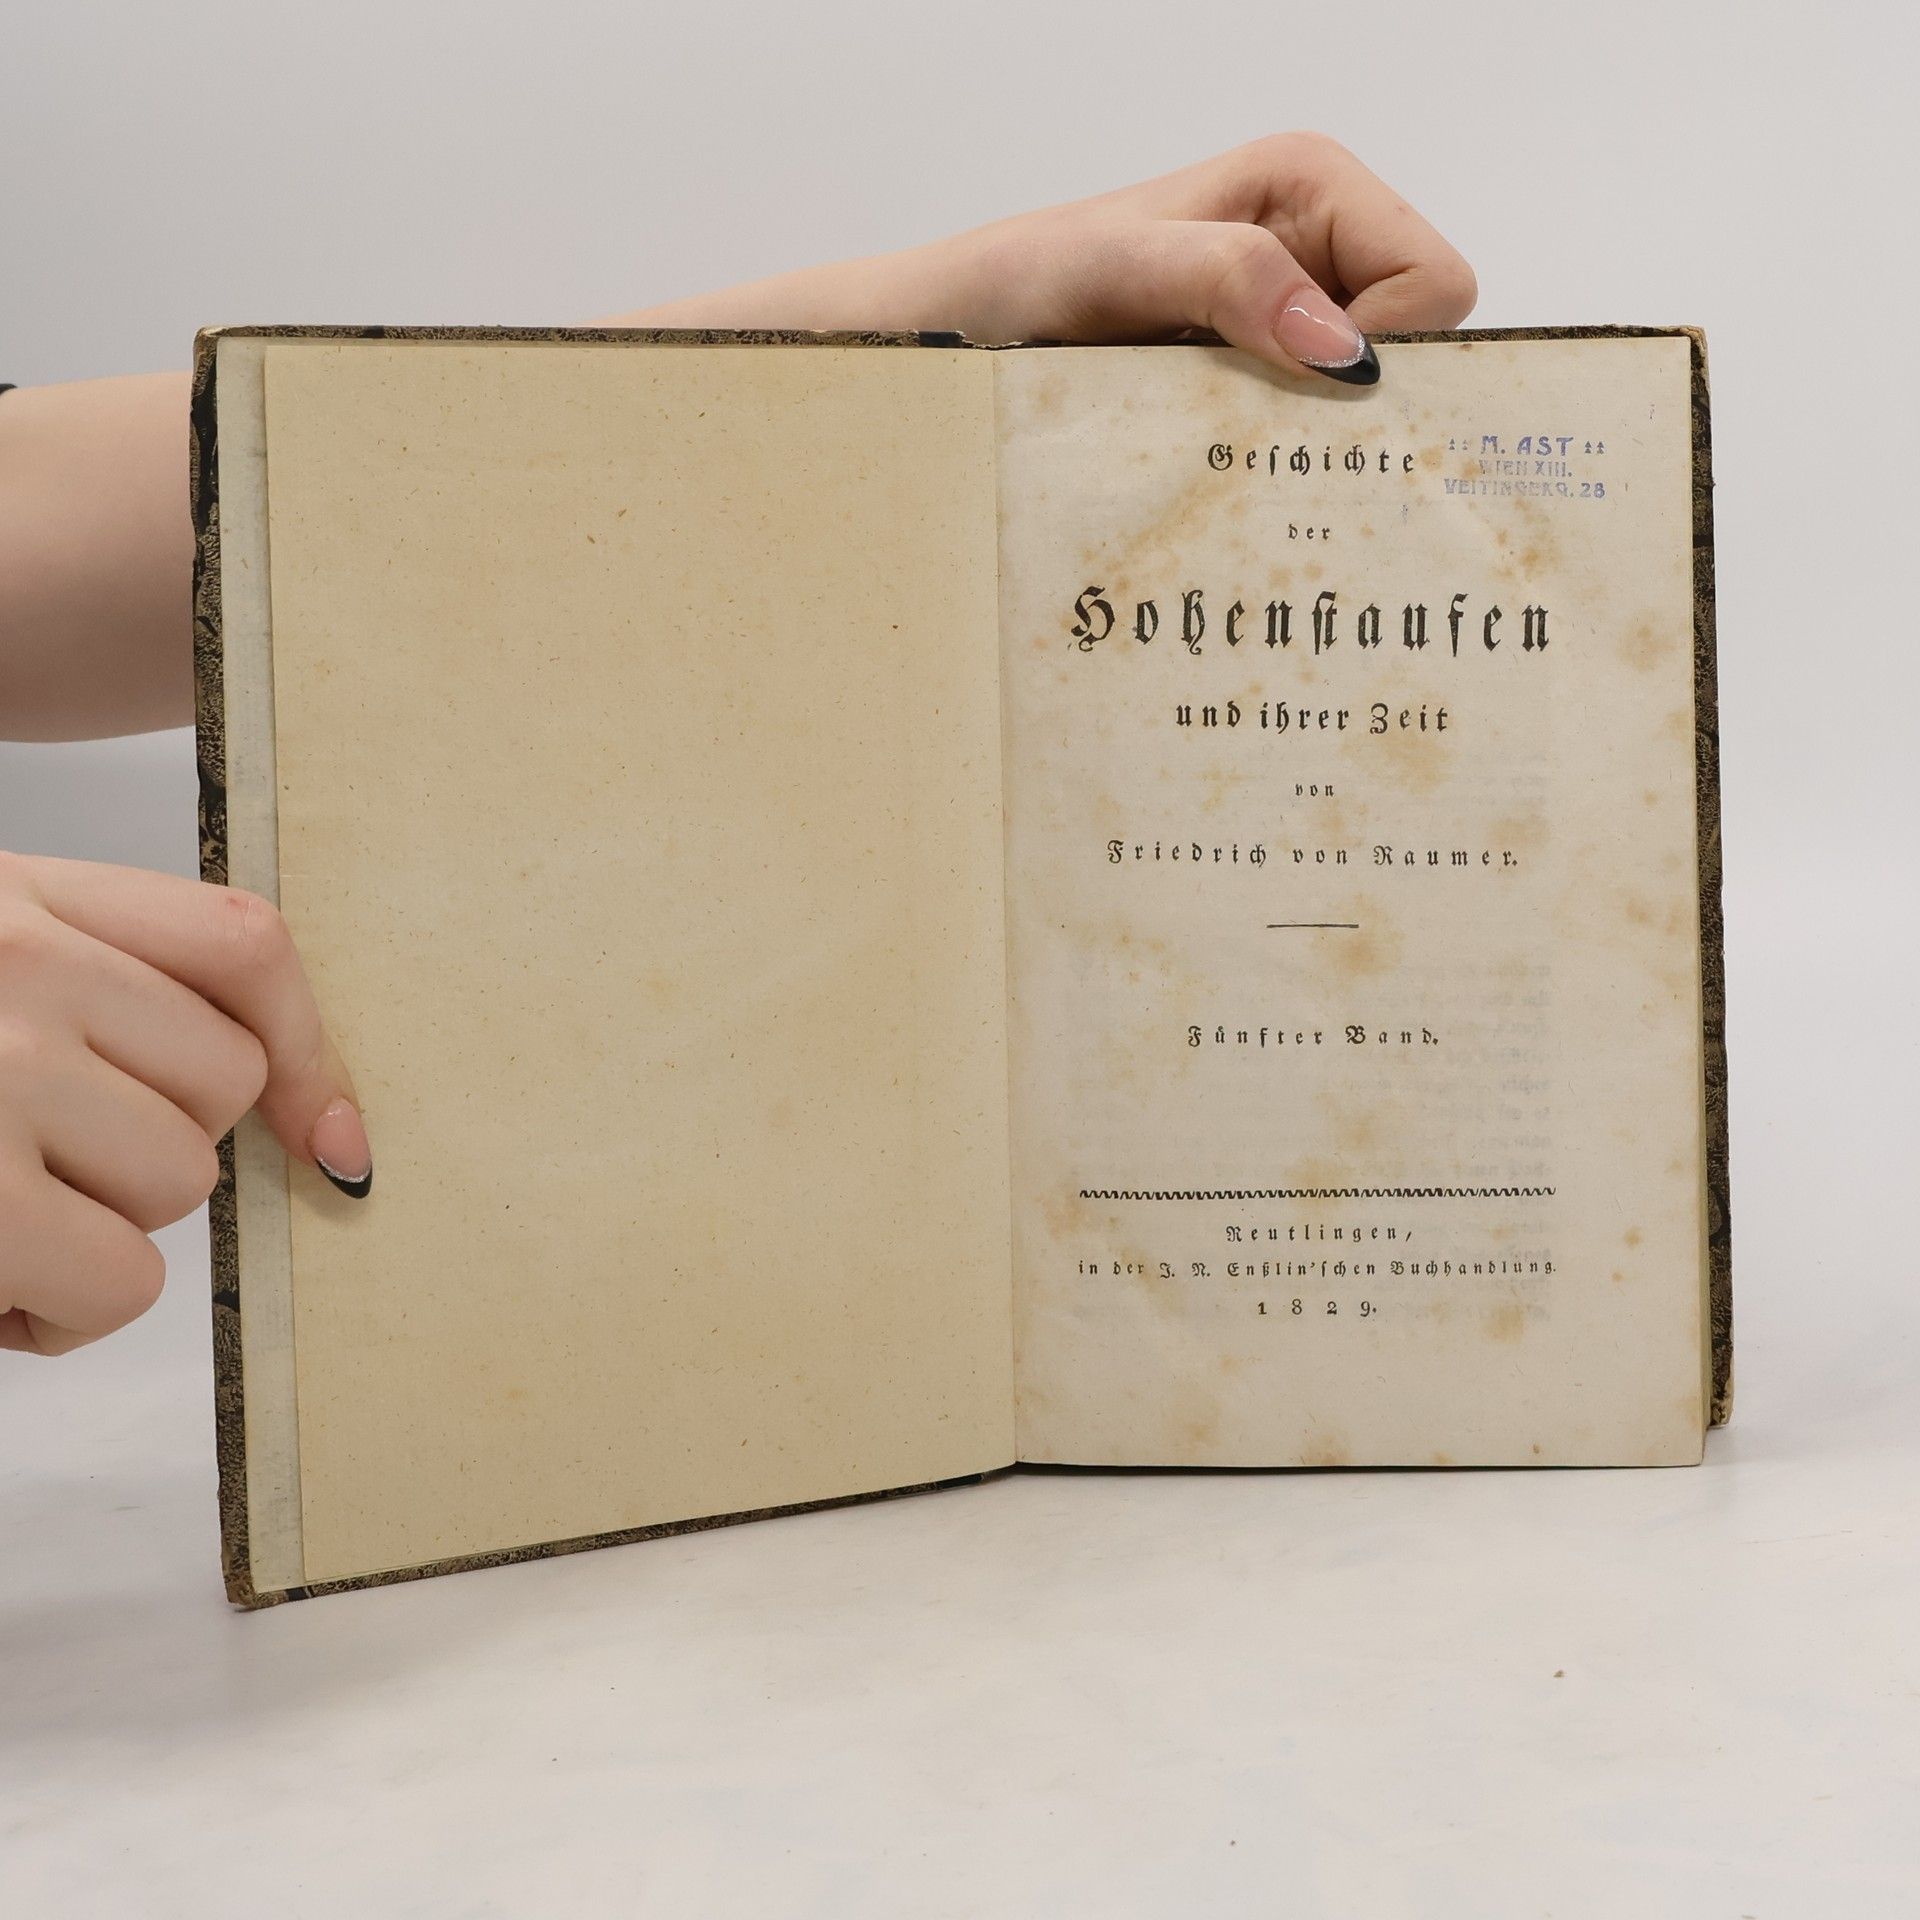 Geſchichte
M. AST
WIEN XIII.
VEITINGERG. 28
der
Hohenſtaufen
und ihrer Zeit
von
Friedrich von Raumer.
Fünfter Band.
Reutlingen,
in der J. N. Enßlin'ſchen Buchhandlung.
1829.